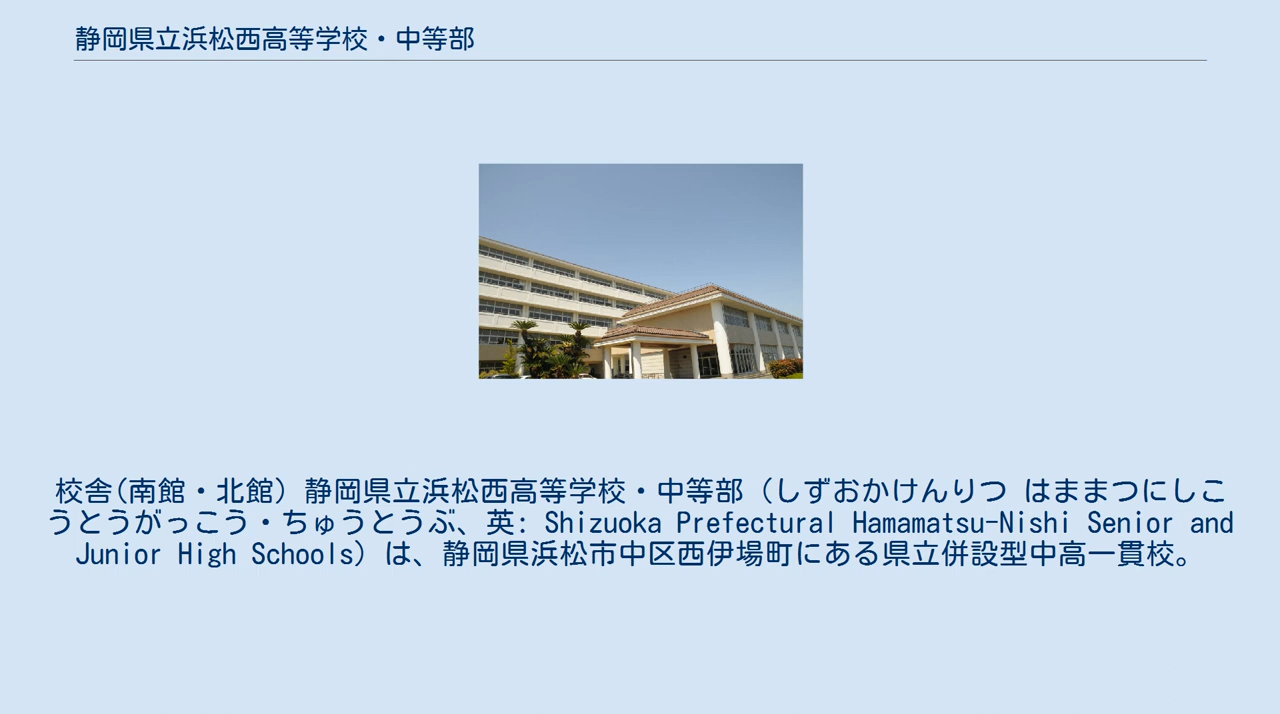 静岡県立浜松西高等学校・中等部
校舎(南館・北館) 静岡県立浜松西高等学校・中等部 (しずおかけんりつ はままつにしこ
うとうがっこう・ちゅうとうぶ、英: Shizuoka Prefectural Hamamatsu-Nishi Senior and
Junior High Schools) は、静岡県浜松市中区西伊場町にある県立併設型中高一貫校。